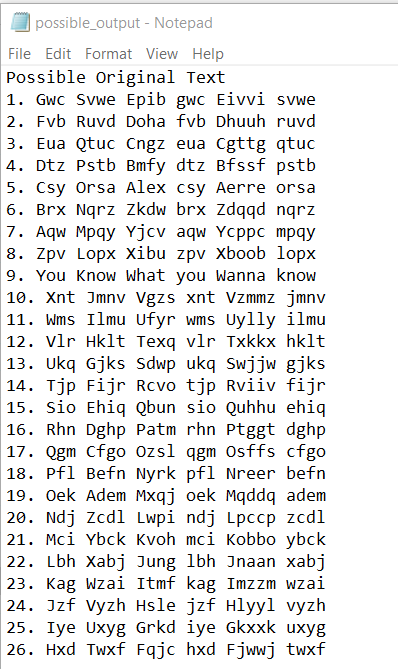 possible_output - Notepad
File Edit Format View Help
Possible Original Text
1. Gwc Svwe Epib gwc Eivvi svwe
2. Fvb Ruvd Doha fvb Dhuuh ruvd
3. Eua Qtuc Cngz eua Cgttg qtuc
4. Dtz Pstb Bmfy dtz Bfssf pstb
5. Csy Orsa Alex csy Aerre orsa
6. Brx Nqrz Zkdw brx Zdqqd nqrz
7. Aqw Mpqy Yjcv aqw Ycppc mpqy
8. Zpv Lopx Xibu zpv Xboob lopx
9. You Know What you Wanna know
10. Xnt Jmnv Vgzs xnt Vzmmz jmnv
11. Wms Ilmu Ufyr wms Uylly ilmu
12. Vlr Hklt Texq vlr Txkkx hklt
13. Ukq Gjks Sdwp ukq Swjjw gjks
14. Tjp Fijr Rcvo tjp Rviiv fijr
15. Sio Ehiq Qbun sio Quhhu ehiq
16. Rhn Dghp Patm rhn Ptggt dghp
17. Qgm Cfgo Ozsl qgm Osffs cfgo
18. Pfl Befn Nyrk pfl Nreer befn
19. Oek Adem Mxqj oek Mqddq adem
20. Ndj Zcdl Lwpi ndj Lpccp zcdl
21. Mci Ybck Kvoh mci Kobbo ybck
22. Lbh Xabj Jung lbh Jnaan xabj
23. Kag Wzai Itmf kag Imzzm wzai
24. Jzf Vyzh Hsle jzf Hlyyl vyzh
25. Iye Uxyg Grkd iye Gkxxk uxyg
26. Hxd Twxf Fqjc hxd Fjwwj twxf